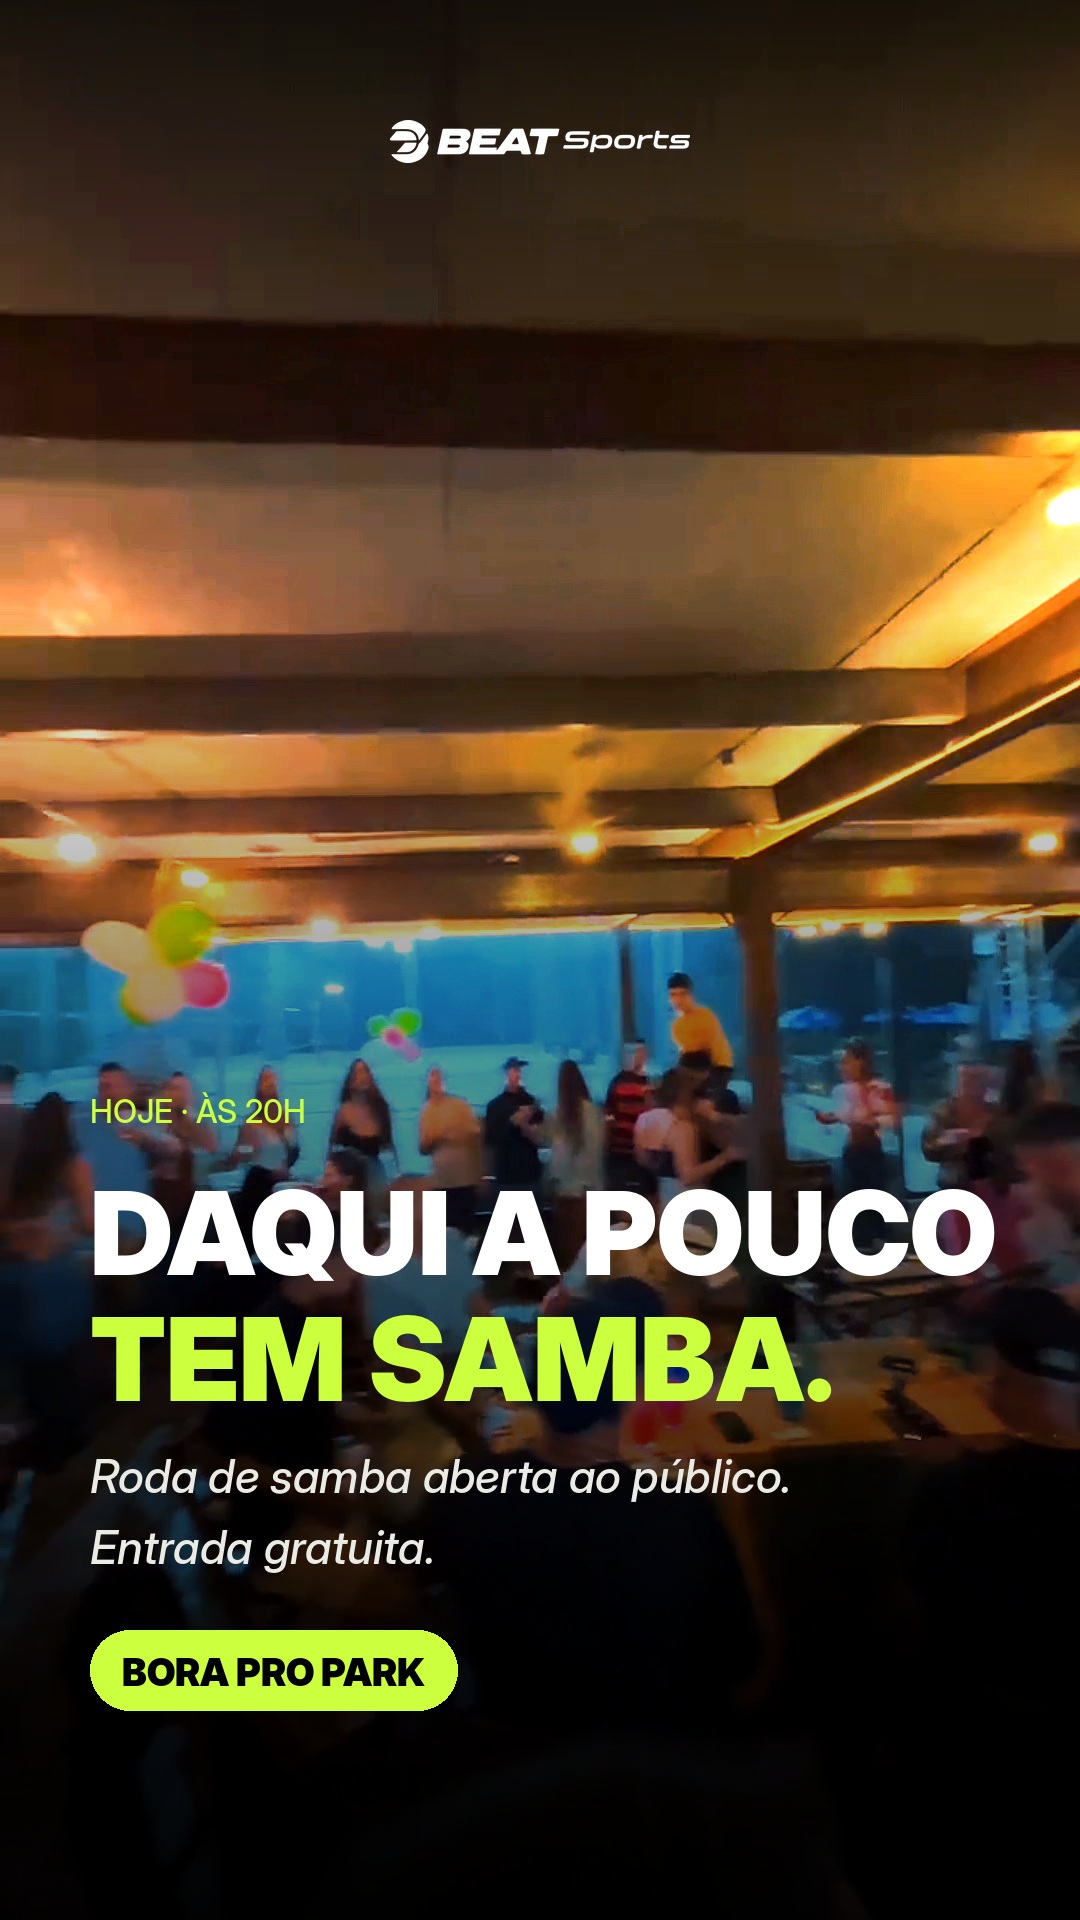 BEAT Sports
HOJE · ÀS 20H
DAQUI A POUCO
TEM SAMBA.
Roda de samba aberta ao público.
Entrada gratuita.
BORA PRO PARK